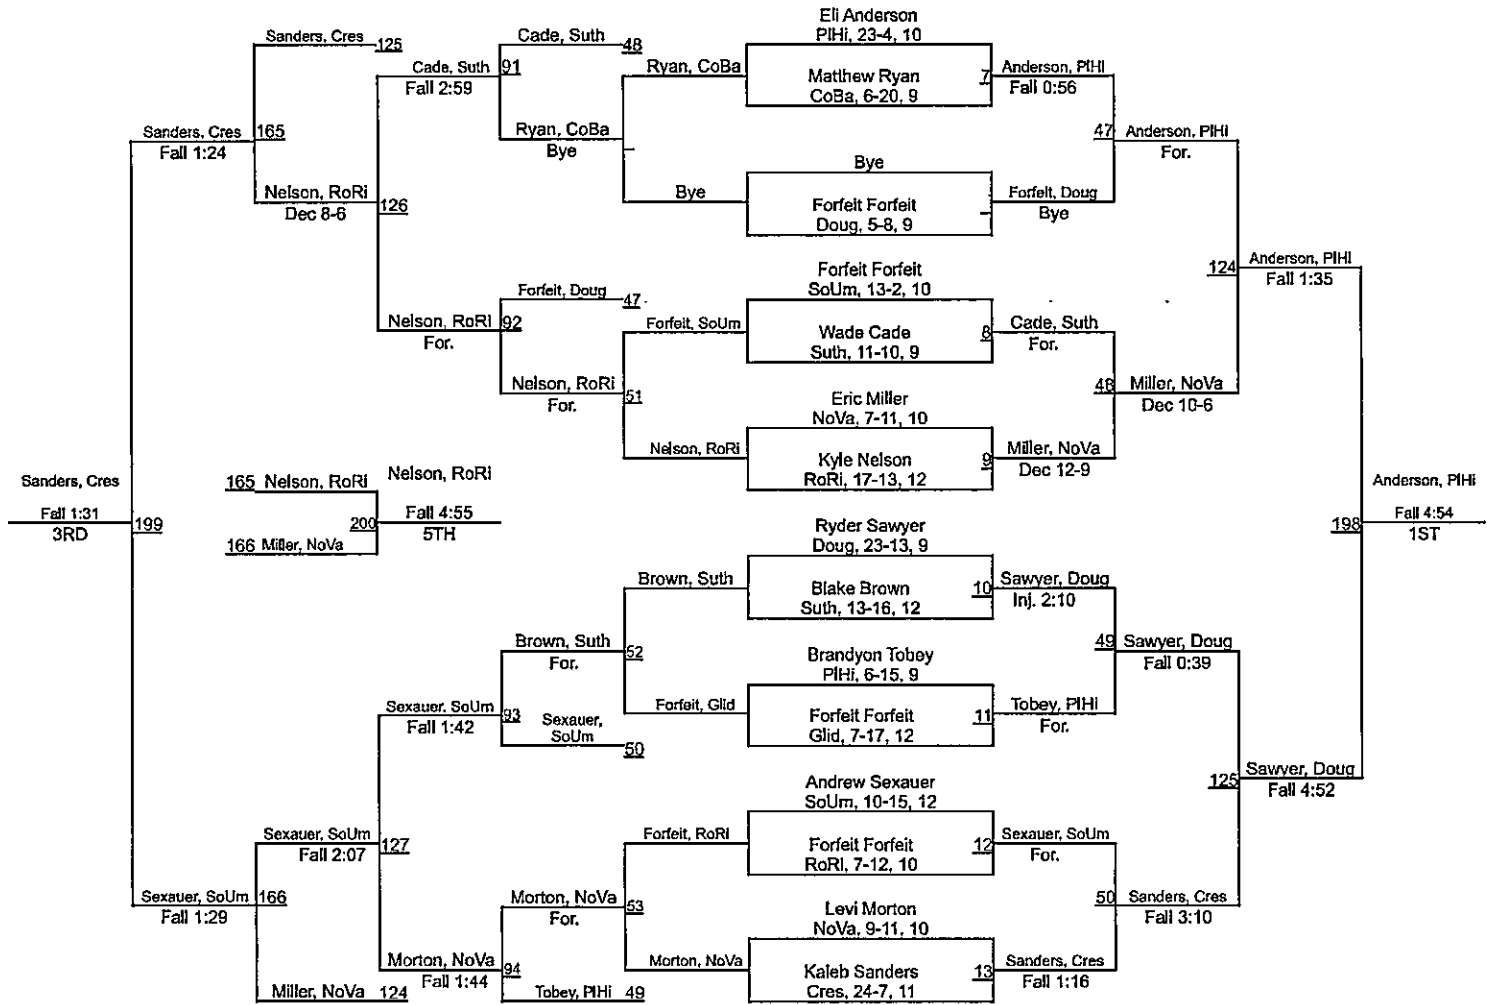 Eli Anderson
PlHi, 23-4, 10
Sanders, Cres
125
Cade, Suth
48
Cade, Suth
91
Fall 2:59
Ryan, CoBa
Matthew Ryan
CoBa, 6-20, 9
7
Anderson, PlHi
Fall 0:56
Sanders, Cres
165
Fall 1:24
Ryan, CoBa
Bye
47
Anderson, PlHi
For.
Bye
Nelson, RoRi
Dec 8-6
126
Bye
Forfeit Forfeit
Doug, 5-8, 9
Forfeit, Doug
Bye
Forfeit Forfeit
SoUm, 13-2, 10
124
Anderson, PlHi
Fall 1:35
Forfeit, Doug
47
Nelson, RoRi
92
For.
Forfeit, SoUm
Wade Cade
Suth, 11-10, 9
8
Cade, Suth
For.
Nelson, RoRi
For.
51
Eric Miller
NoVa, 7-11, 10
48
Miller, NoVa
Dec 10-6
Nelson, RoRi
Kyle Nelson
RoRi, 17-13, 12
9
Miller, NoVa
Dec 12-9
Sanders, Cres
Fall 1:31
3RD
199
165 Nelson, RoRi
166 Miller, NoVa
200
Nelson, RoRi
Fall 4:55
5TH
Anderson, PlHi
198
Fall 4:54
1ST
Ryder Sawyer
Doug, 23-13, 9
Brown, Suth
Blake Brown
Suth, 13-16, 12
10
Sawyer, Doug
Inj. 2:10
Brown, Suth
For.
52
Brandyon Tobey
PlHi, 6-15, 9
49
Sawyer, Doug
Fall 0:39
Sexauer, SoUm
93
Fall 1:42
Forfeit, Glid
Forfeit Forfeit
Glid, 7-17, 12
11
Tobey, PlHi
For.
Sexauer,
SoUm
50
Andrew Sexauer
SoUm, 10-15, 12
125
Sawyer, Doug
Fall 4:52
Sexauer, SoUm
Fall 2:07
127
Forfeit, RoRi
Forfeit Forfeit
RoRi, 7-12, 10
12
Sexauer, SoUm
For.
Sexauer, SoUm
166
Fall 1:29
Morton, NoVa
For.
53
Levi Morton
NoVa, 9-11, 10
50
Sanders, Cres
Fall 3:10
Morton, NoVa
94
Fall 1:44
Morton, NoVa
Kaleb Sanders
Cres, 24-7, 11
13
Sanders, Cres
Fall 1:16
Miller, NoVa
124
Tobey, PlHi
49